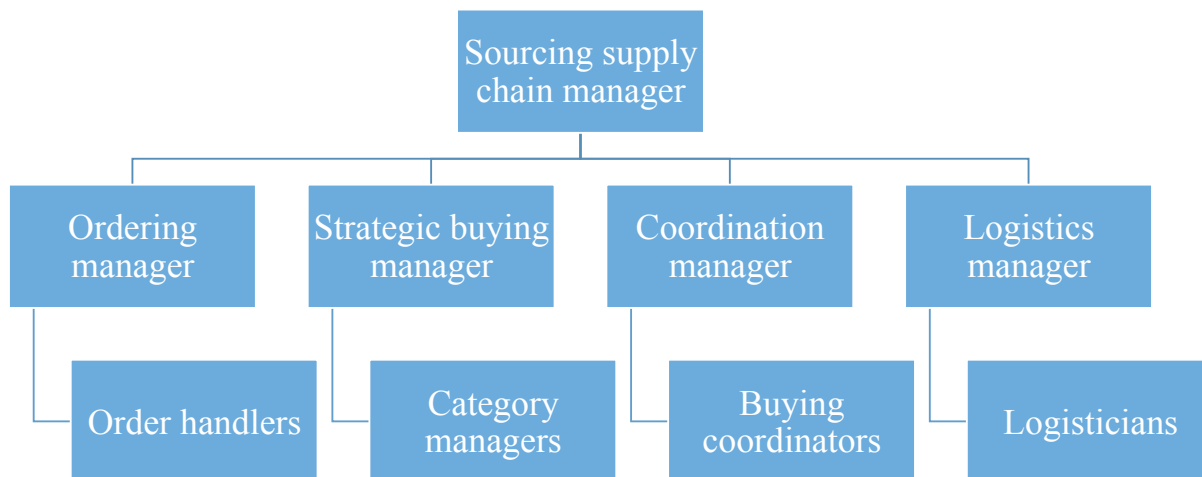 Sourcing supply
chain manager
Ordering
manager
Strategic buying
manager
Coordination
manager
Logistics
manager
Order handlers
Category
managers
Buying
coordinators
Logisticians